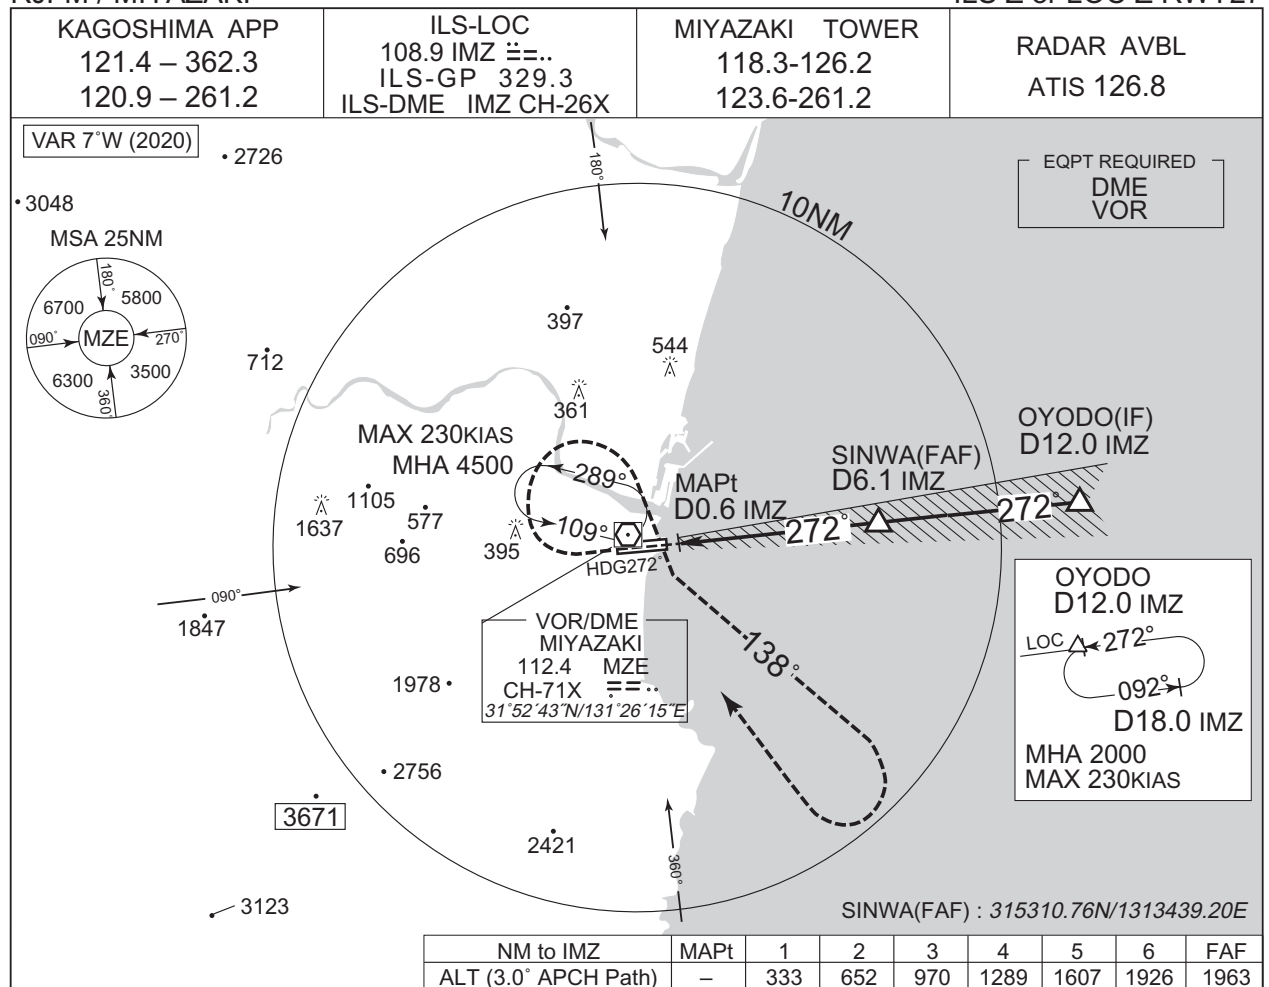 KAGOSHIMA APP
121.4 – 362.3
120.9 – 261.2
ILS-LOC
108.9 IMZ
ILS-GP 329.3
ILS-DME IMZ CH-26X
MIYAZAKI TOWER
118.3-126.2
123.6-261.2
RADAR AVBL
ATIS 126.8
VAR 7°W (2020)
2726
3048
MSA 25NM
180°
6700
5800
090°
MZE
270°
6300
3500
360°
180°
10NM
EQPT REQUIRED
DME
VOR
397
544
712
361
MAX 230KIAS
MHA 4500
289°
109°
1105
1637
577
696
395
HDG272°
MAPt
D0.6 IMZ
SINWA(FAF)
D6.1 IMZ
OYODO(IF)
D12.0 IMZ
272°
272°
090°
1847
VOR/DME
MIYAZAKI
112.4 MZE
CH-71X
31°52′43″N/131°26′15″E
138°
1978
OYODO
D12.0 IMZ
LOC
272°
092°
D18.0 IMZ
MHA 2000
MAX 230KIAS
2756
3671
2421
360°
3123
SINWA(FAF) : 315310.76N/1313439.20E
NM to IMZ MAPt 1 2 3 4 5 6 FAF
ALT (3.0° APCH Path) – 333 652 970 1289 1607 1926 1963